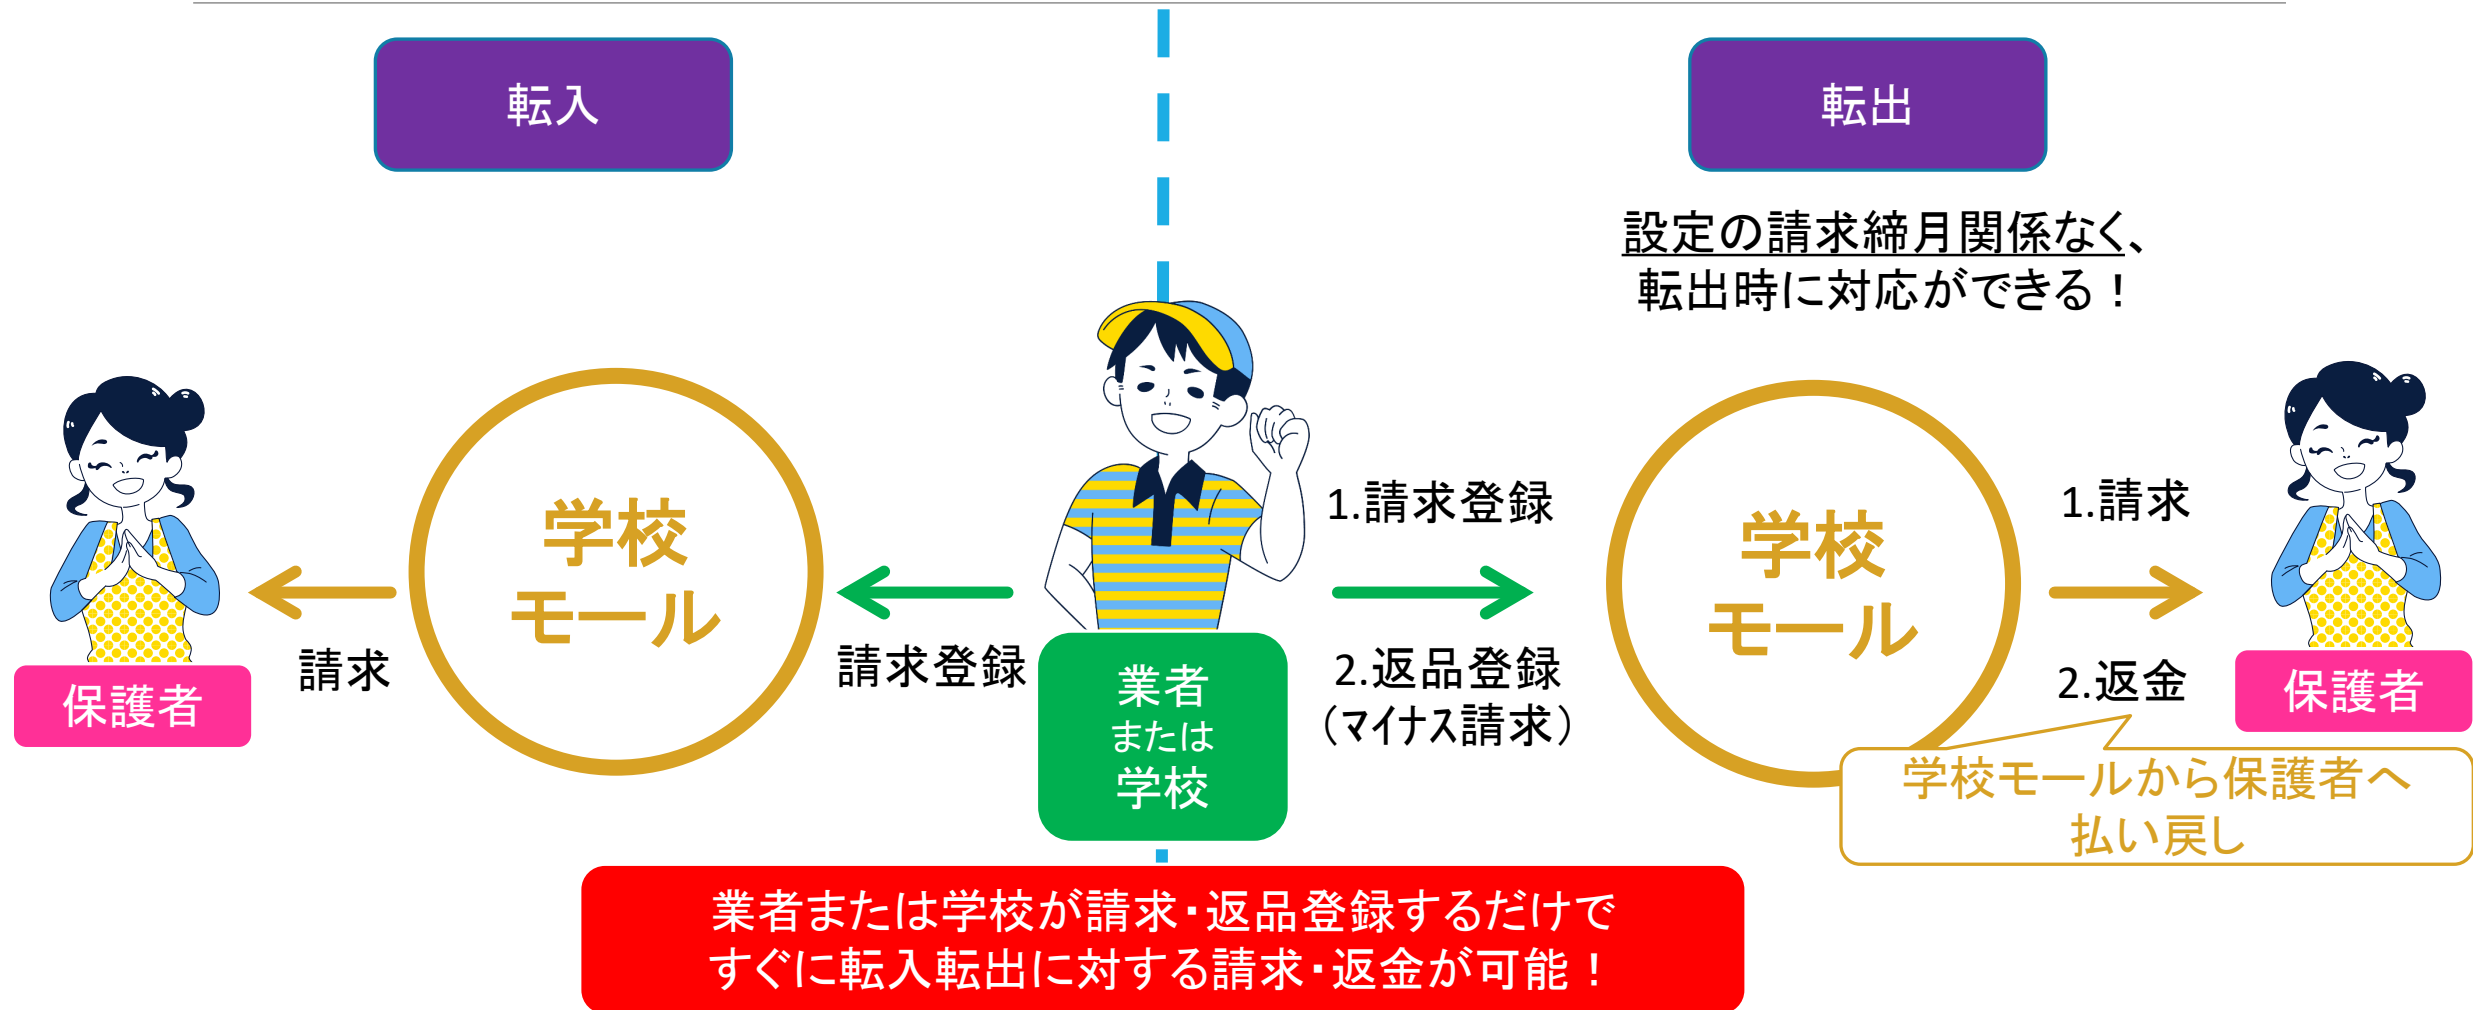 転入
転出
設定の請求締月関係なく、
転出時に対応ができる！
学校
モール
請求
保護者
請求登録
業者
または
学校
1.請求登録
2.返品登録
（マイナス請求）
学校
モール
1.請求
2.返金
保護者
学校モールから保護者へ
払い戻し
業者または学校が請求・返品登録するだけで
すぐに転入転出に対する請求・返金が可能！